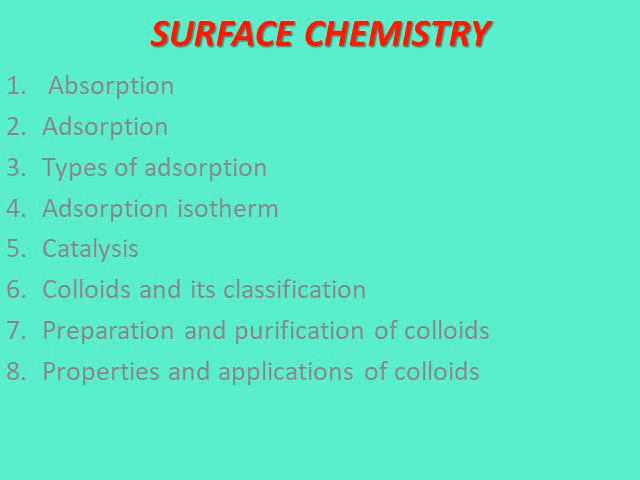 SURFACE CHEMISTRY
1. Absorption
2. Adsorption
3. Types of adsorption
4. Adsorption isotherm
5. Catalysis
6. Colloids and its classification
7. Preparation and purification of colloids
8. Properties and applications of colloids